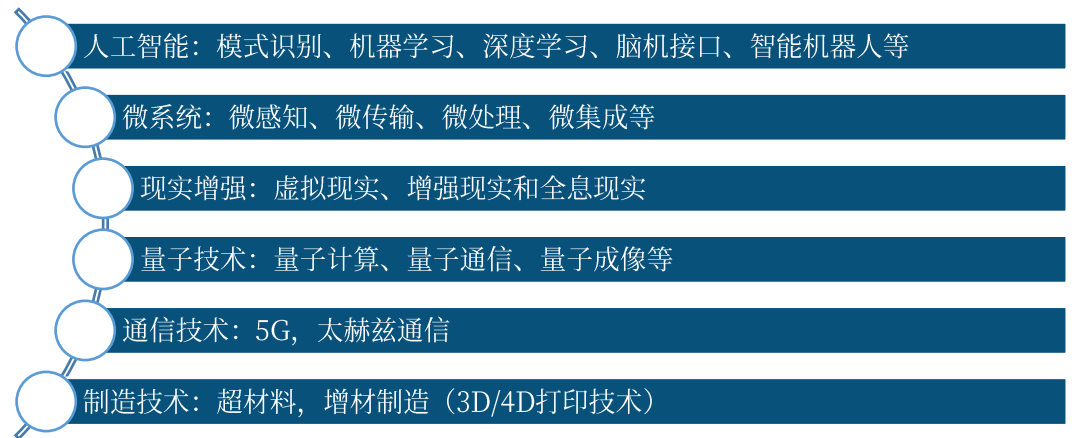 人工智能：模式识别、机器学习、深度学习、脑机接口、智能机器人等
微系统：微感知、微传输、微处理、微集成等
现实增强：虚拟现实、增强现实和全息现实
量子技术：量子计算、量子通信、量子成像等
通信技术：5G，太赫兹通信
制造技术：超材料，增材制造（3D/4D打印技术）